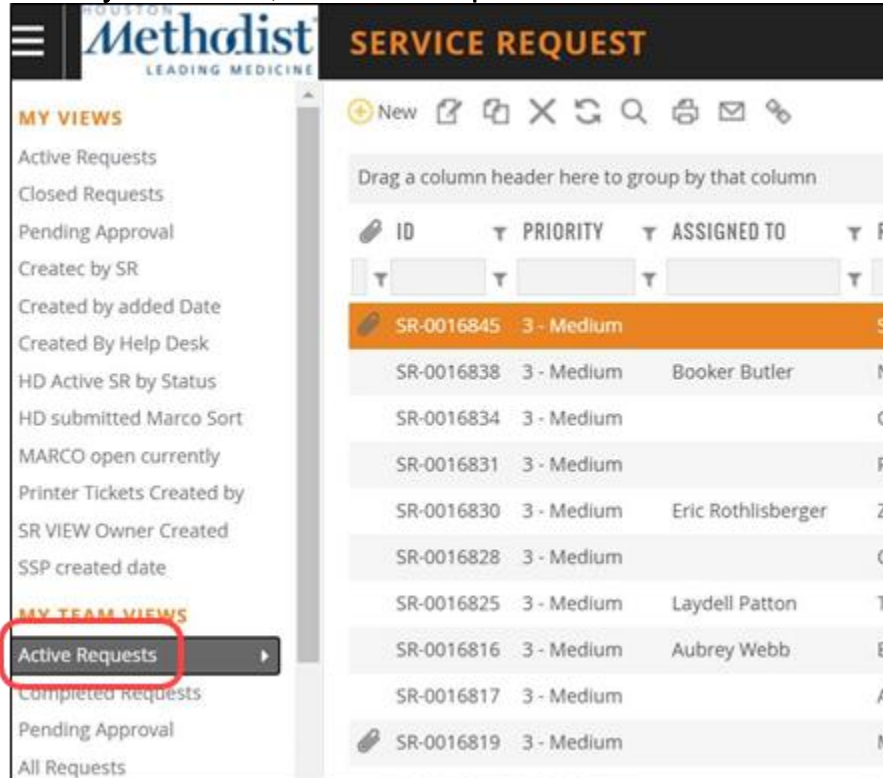 HOUSTON
Methodist
LEADING MEDICINE
SERVICE REQUEST
MY VIEWS
Active Requests
Closed Requests
Pending Approval
Createc by SR
Created by added Date
Created By Help Desk
HD Active SR by Status
HD submitted Marco Sort
MARCO open currently
Printer Tickets Created by
SR VIEW Owner Created
SSP created date
MY TEAM VIEWS
Active Requests
Completed Requests
Pending Approval
All Requests
New
Drag a column header here to group by that column
ID PRIORITY ASSIGNED TO
SR-0016845 3 - Medium
SR-0016838 3 - Medium Booker Butler
SR-0016834 3 - Medium
SR-0016831 3 - Medium
SR-0016830 3 - Medium Eric Rothlisberger
SR-0016828 3 - Medium
SR-0016825 3 - Medium Laydell Patton
SR-0016816 3 - Medium Aubrey Webb
SR-0016817 3 - Medium
SR-0016819 3 - Medium